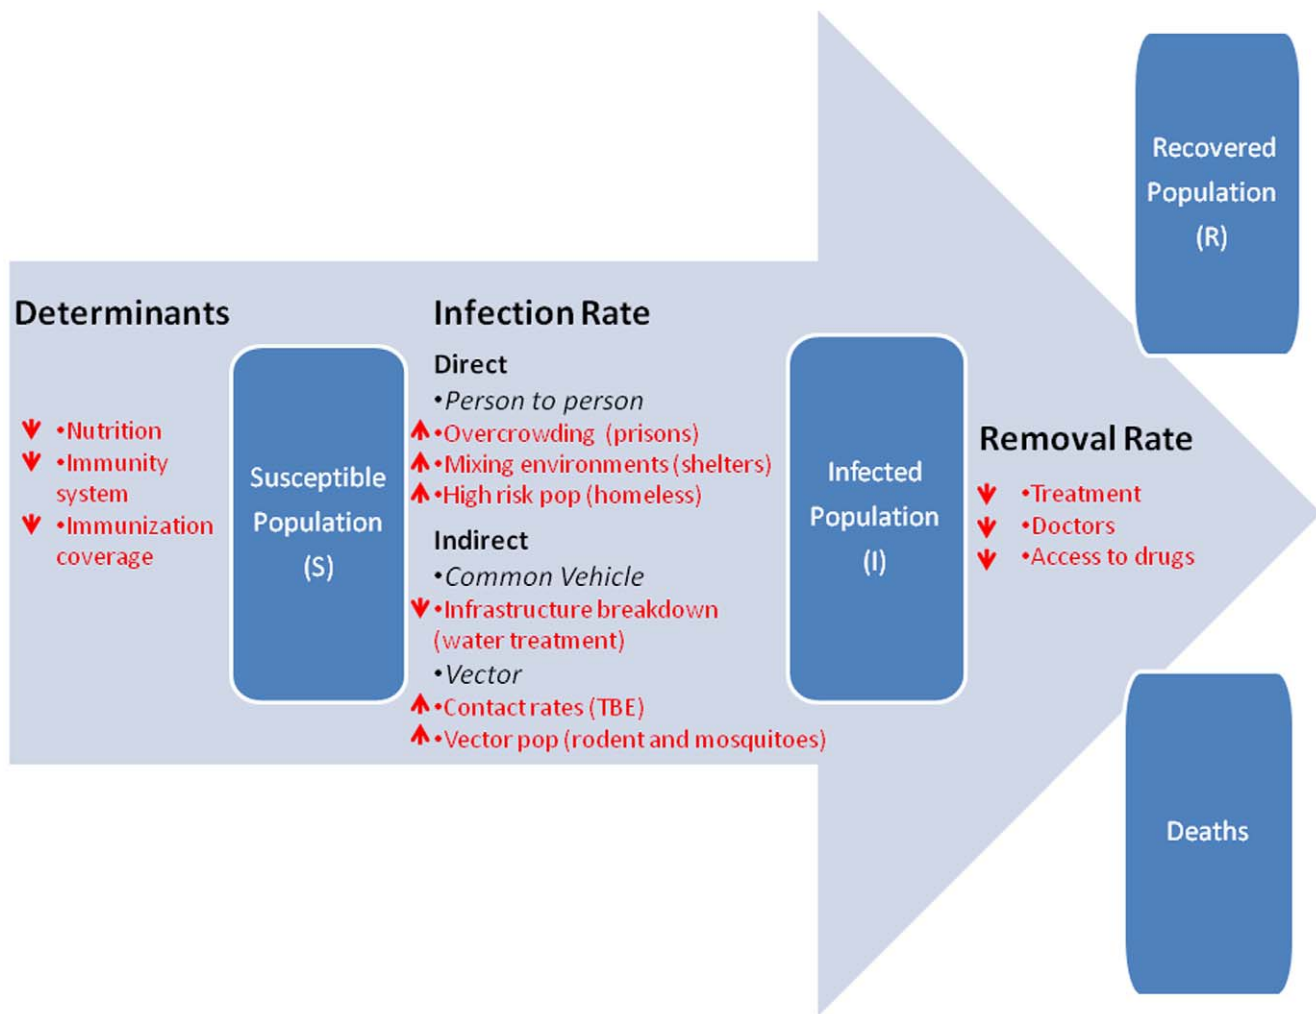 Determinants
•Nutrition
•Immunity
system
•Immunization
coverage
Susceptible
Population
(S)
Infection Rate
Direct
•Person to person
•Overcrowding (prisons)
•Mixing environments (shelters)
•High risk pop (homeless)
Indirect
•Common Vehicle
•Infrastructure breakdown
(water treatment)
•Vector
•Contact rates (TBE)
•Vector pop (rodent and mosquitoes)
Infected
Population
(I)
Removal Rate
•Treatment
•Doctors
•Access to drugs
Recovered
Population
(R)
Deaths